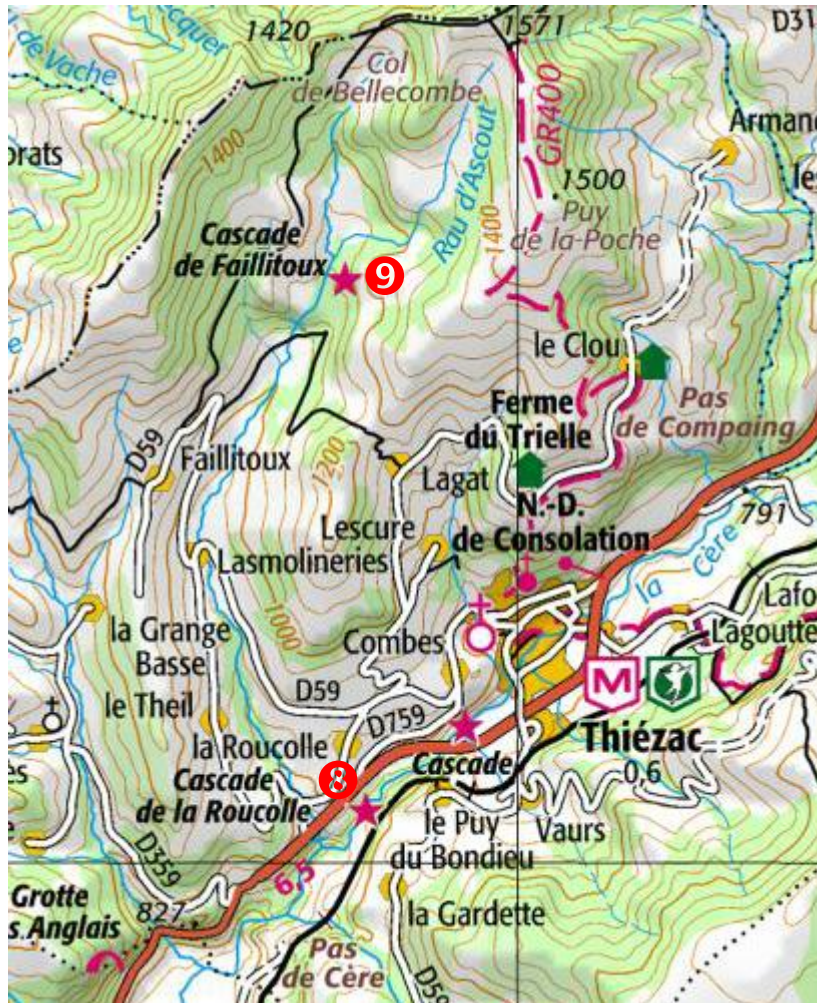 1420
1571
D31
cquer
de Vache
Col
de Bellecombe
GR400
Armand
orats
1400
Rau d'Ascout
les
1500
Puy
de la-Poche
1400
Cascade
de Faillitoux
9
le Clou
Ferme
du Trielle
Pas
de Compaing
D59
Faillitoux
1200
Lagat
N.-D.
de Consolation
791
Lescure
Lasmolineries
la Cère
1000
la Grange
Basse
Combes
Lafo
Lagoutte
le Theil
D59
D759
M
la Roucolle
Thiézac
0,6
8
Cascade
de la Roucolle
Cascade
le Puy
du Bondieu
Vaurs
D359
6,5
Grotte
s Anglais
827
la Gardette
Pas
de Cère
D59